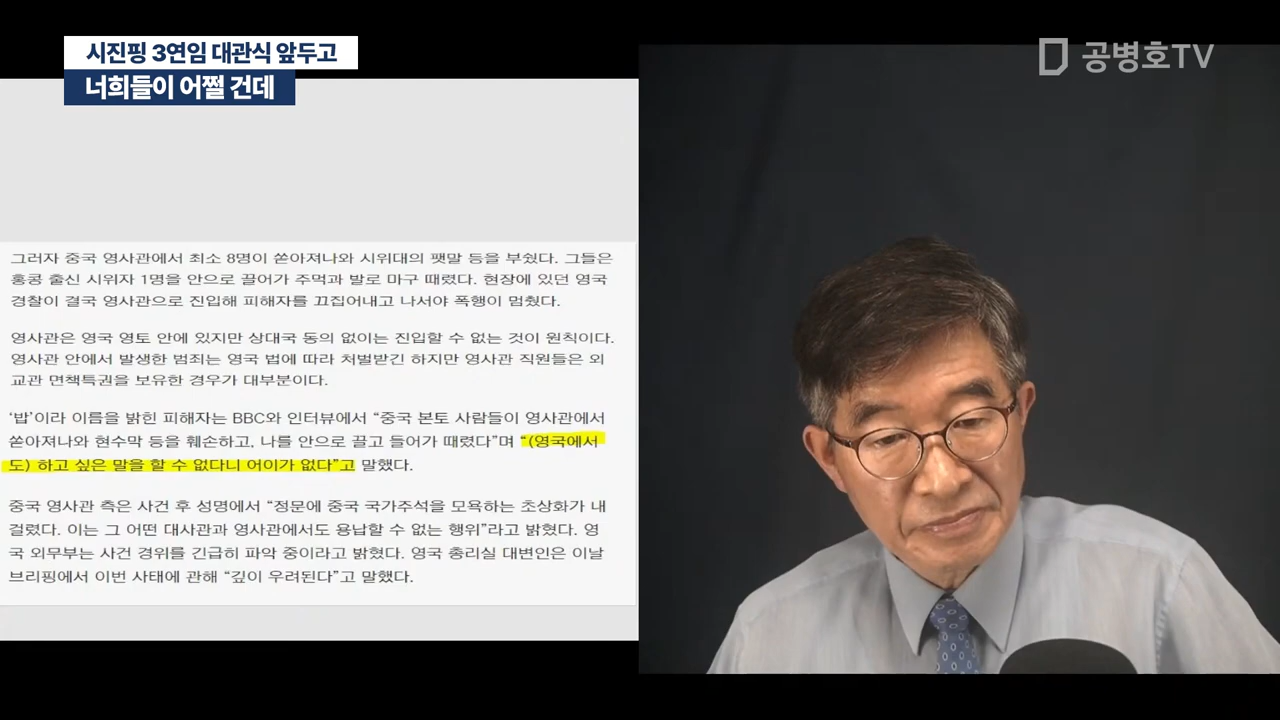 시진핑 3연임 대관식 앞두고
너희들이 어쩔 건데
공병호TV
그러자 중국 영사관에서 최소 8명이 쏟아져나와 시위대의 팻말 등을 부쉈다. 그들은
홍콩 출신 시위자 1명을 안으로 끌어가 주먹과 발로 마구 때렸다. 현장에 있던 영국
경찰이 결국 영사관으로 진입해 피해자를 끄집어내고 나서야 폭행이 멈췄다.
영사관은 영국 영토 안에 있지만 상대국 동의 없이는 진입할 수 없는 것이 원칙이다.
영사관 안에서 발생한 범죄는 영국 법에 따라 처벌받긴 하지만 영사관 직원들은 외
교관 면책특권을 보유한 경우가 대부분이다.
‘밥’이라 이름을 밝힌 피해자는 BBC와 인터뷰에서 “중국 본토 사람들이 영사관에서
쏟아져나와 현수막 등을 훼손하고, 나를 안으로 끌고 들어가 때렸다”며 “(영국에서
도) 하고 싶은 말을 할 수 없다니 어이가 없다”고 말했다.
중국 영사관 측은 사건 후 성명에서 “정문에 중국 국가주석을 모욕하는 초상화가 내
걸렸다. 이는 그 어떤 대사관과 영사관에서도 용납할 수 없는 행위”라고 밝혔다. 영
국 외무부는 사건 경위를 긴급히 파악 중이라고 밝혔다. 영국 총리실 대변인은 이날
브리핑에서 이번 사태에 관해 “깊이 우려된다”고 말했다.